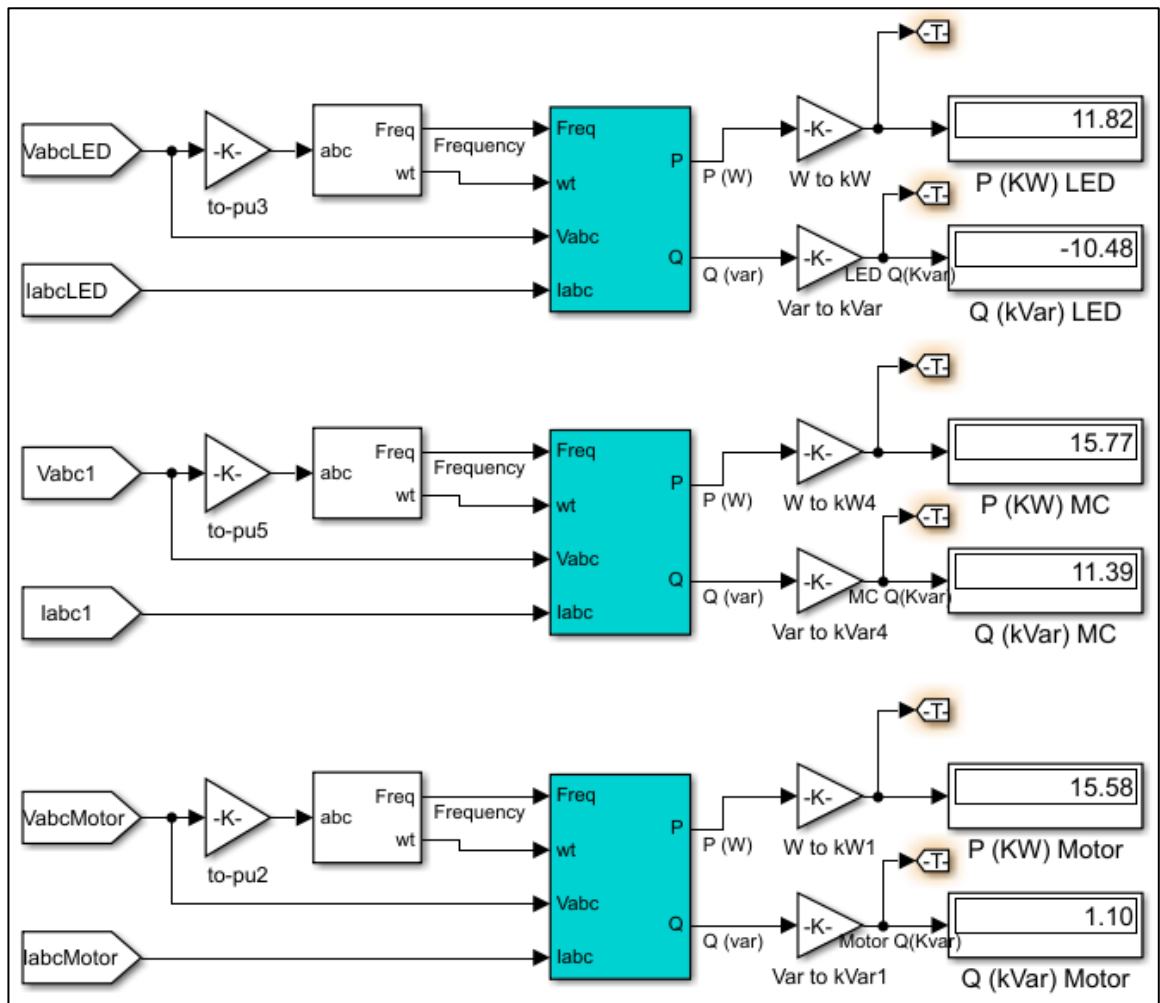 -T-
VabcLED
-K-
to-pu3
abc
Freq
wt
Frequency
Freq
wt
Vabc
Iabc
P
Q
P (W)
Q (var)
-K-
W to kW
11.82
P (KW) LED
-T-
-K-
LED Q(Kvar)
Var to kVar
-10.48
Q (kVar) LED
IabcLED
-T-
Vabc1
-K-
to-pu5
abc
Freq
wt
Frequency
Freq
wt
Vabc
Iabc
P
Q
P (W)
Q (var)
-K-
W to kW4
15.77
P (KW) MC
-T-
-K-
MC Q(Kvar)
Var to kVar4
11.39
Q (kVar) MC
Iabc1
-T-
VabcMotor
-K-
to-pu2
abc
Freq
wt
Frequency
Freq
wt
Vabc
Iabc
P
Q
P (W)
Q (var)
-K-
W to kW1
15.58
P (KW) Motor
-T-
-K-
Motor Q(Kvar)
Var to kVar1
1.10
Q (kVar) Motor
IabcMotor